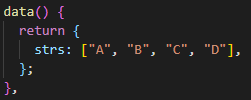 data() {
  return {
    strs: ["A", "B", "C", "D"],
  };
},